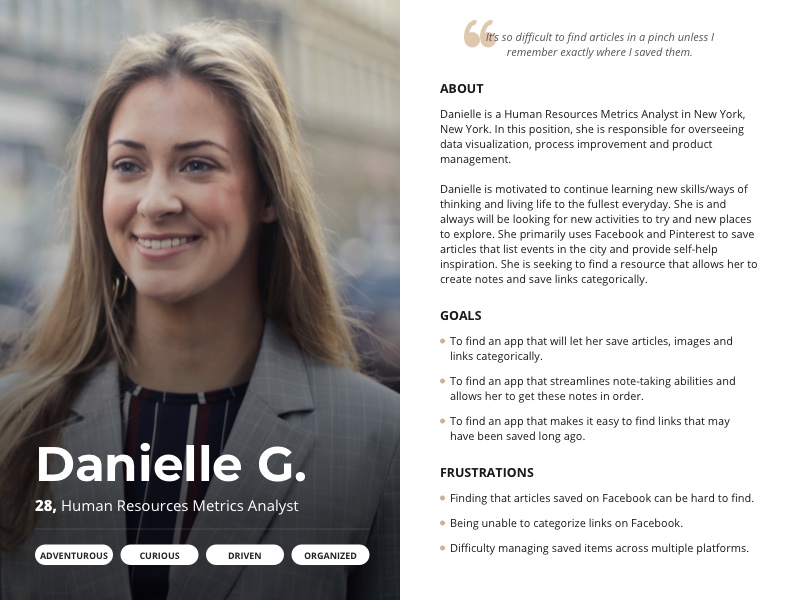 Danielle G.
28, Human Resources Metrics Analyst
ADVENTUROUS CURIOUS DRIVEN ORGANIZED
“It's so difficult to find articles in a pinch unless I
remember exactly where I saved them.
ABOUT
Danielle is a Human Resources Metrics Analyst in New York,
New York. In this position, she is responsible for overseeing
data visualization, process improvement and product
management.
Danielle is motivated to continue learning new skills/ways of
thinking and living life to the fullest everyday. She is and
always will be looking for new activities to try and new places
to explore. She primarily uses Facebook and Pinterest to save
articles that list events in the city and provide self-help
inspiration. She is seeking to find a resource that allows her to
create notes and save links categorically.
GOALS
To find an app that will let her save articles, images and
links categorically.
To find an app that streamlines note-taking abilities and
allows her to get these notes in order.
To find an app that makes it easy to find links that may
have been saved long ago.
FRUSTRATIONS
Finding that articles saved on Facebook can be hard to find.
Being unable to categorize links on Facebook.
Difficulty managing saved items across multiple platforms.